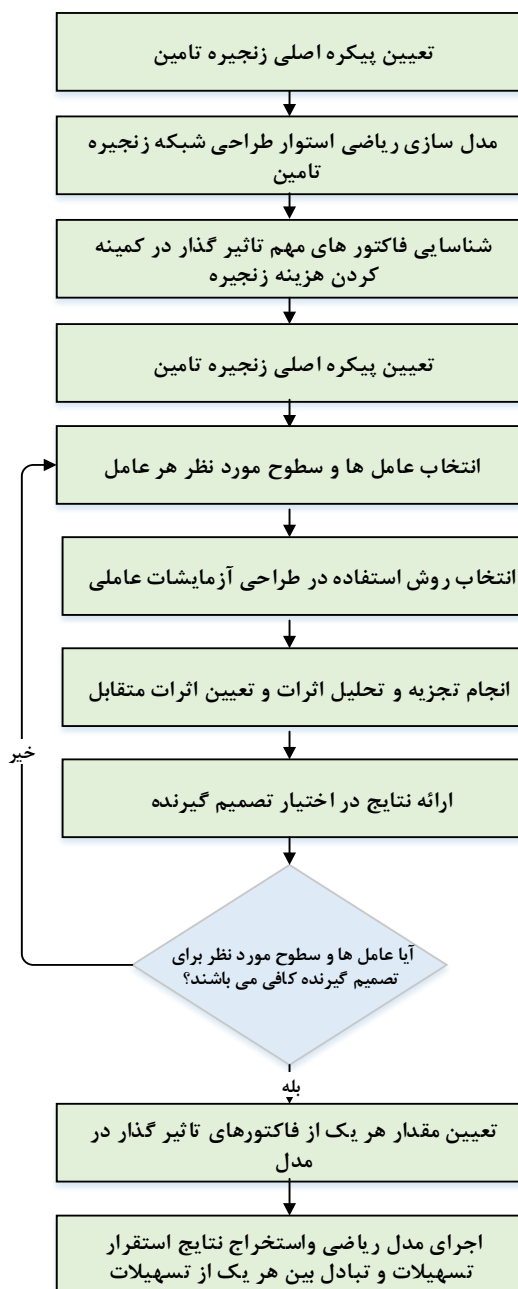 تعیین پیکره اصلی زنجیره تامین
مدل سازی ریاضی استوار طراحی شبکه زنجیره
تامین
شناسایی فاکتور های مهم تاثیر گذار در کمینه
کردن هزینه زنجیره
تعیین پیکره اصلی زنجیره تامین
انتخاب عامل ها و سطوح مورد نظر هر عامل
انتخاب روش استفاده در طراحی آزمایشات عاملی
انجام تجزیه و تحلیل اثرات و تعیین اثرات متقابل
خیر
ارائه نتایج در اختیار تصمیم گیرنده
آیا عامل ها و سطوح مورد نظر برای
تصمیم گیرنده کافی می باشند؟
بله
تعیین مقدار هر یک از فاکتورهای تاثیر گذار در
مدل
اجرای مدل ریاضی واستخراج نتایج استقرار
تسهیلات و تبادل بین هر یک از تسهیلات